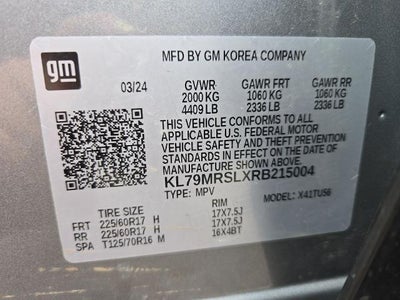 gm
MFD BY GM KOREA COMPANY
03/24 GVWR GAWR FRT GAWR RR
2000 KG 1060 KG 1060 KG
4409 LB 2336 LB 2336 LB
THIS VEHICLE CONFORMS TO ALL
APPLICABLE U.S. FEDERAL MOTOR
VEHICLE SAFETY AND THEFT PREVENTION
STANDARDS IN EFFECT ON THE DATE OF
MANUFACTURE SHOWN ABOVE.
KL79MRSLXRB215004
TYPE: MPV MODEL: X41TU56
TIRE SIZE RIM
FRT 225/60R17 H 17X7.5J
RR 225/60R17 H 17X7.5J
SPA T125/70R16 M 16X4BT